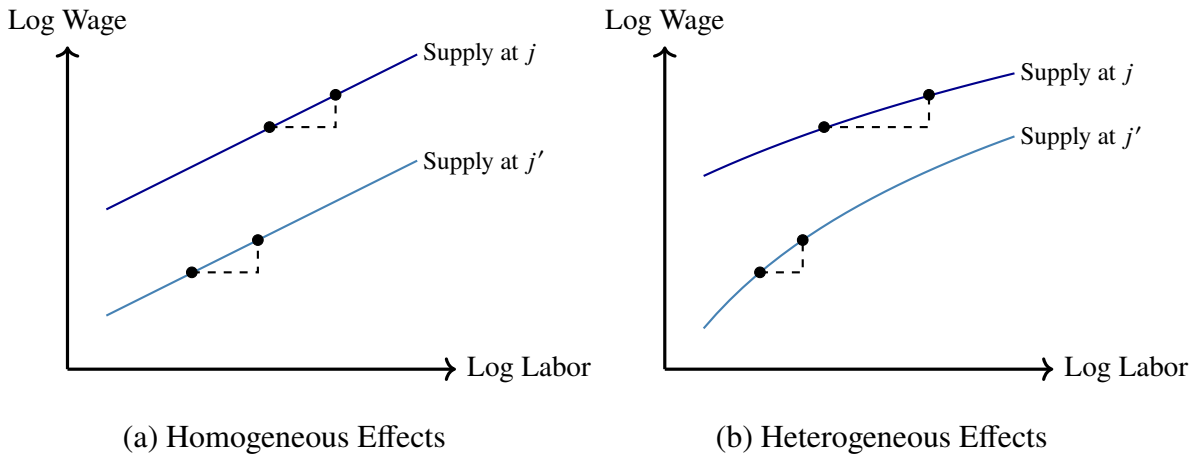 Log Wage
Supply at j
Supply at j′
Log Labor
(a) Homogeneous Effects
Log Wage
Supply at j
Supply at j′
Log Labor
(b) Heterogeneous Effects